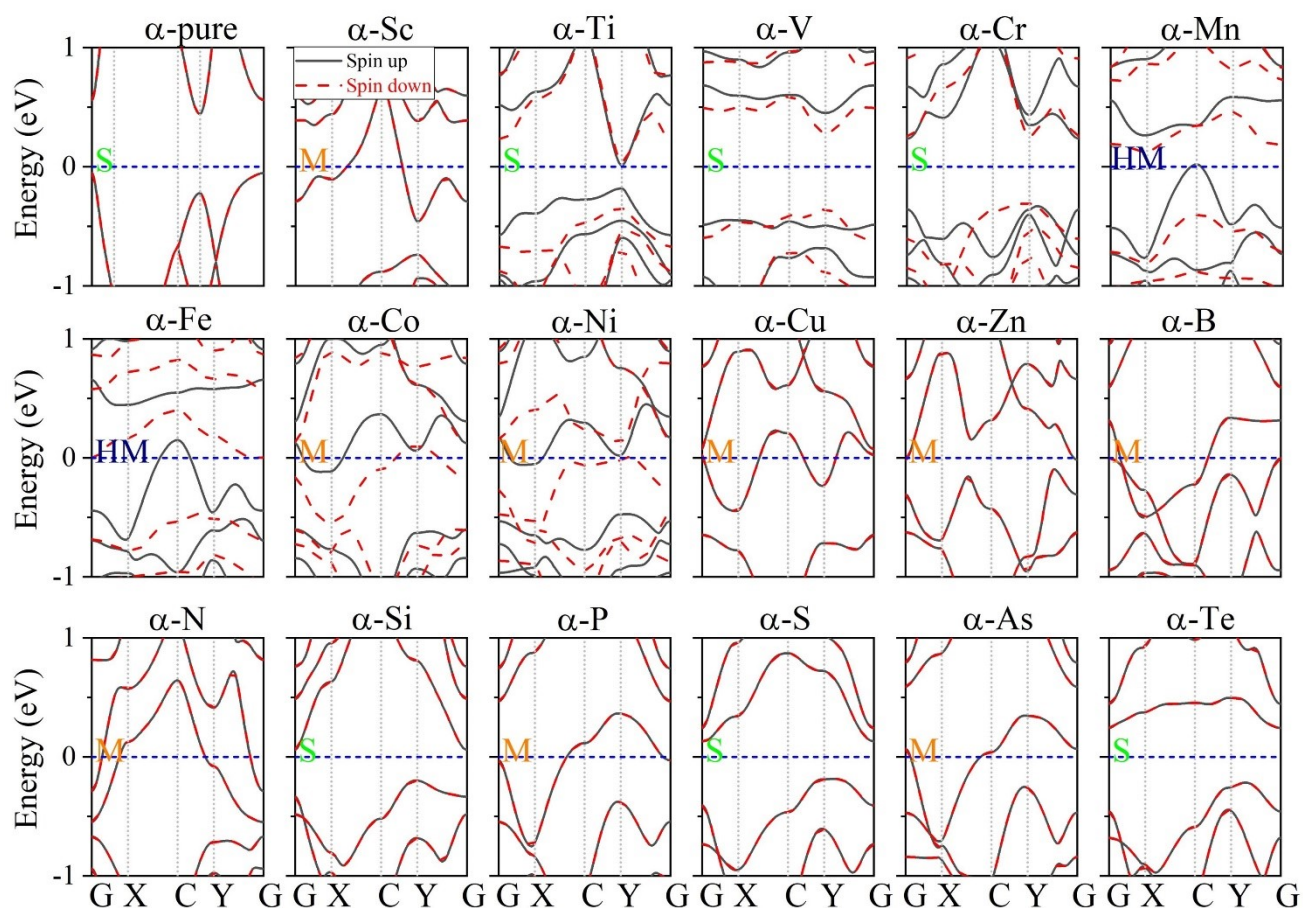 α-pure α-Sc α-Ti α-V α-Cr α-Mn
Energy (eV)
1
0
-1
Spin up
Spin down
S M S S S HM
α-Fe α-Co α-Ni α-Cu α-Zn α-B
Energy (eV)
1
0
-1
HM M M M M M
α-N α-Si α-P α-S α-As α-Te
Energy (eV)
1
0
-1
M S M S M S
G X C Y G X C Y G X C Y G X C Y G X C Y G X C Y G